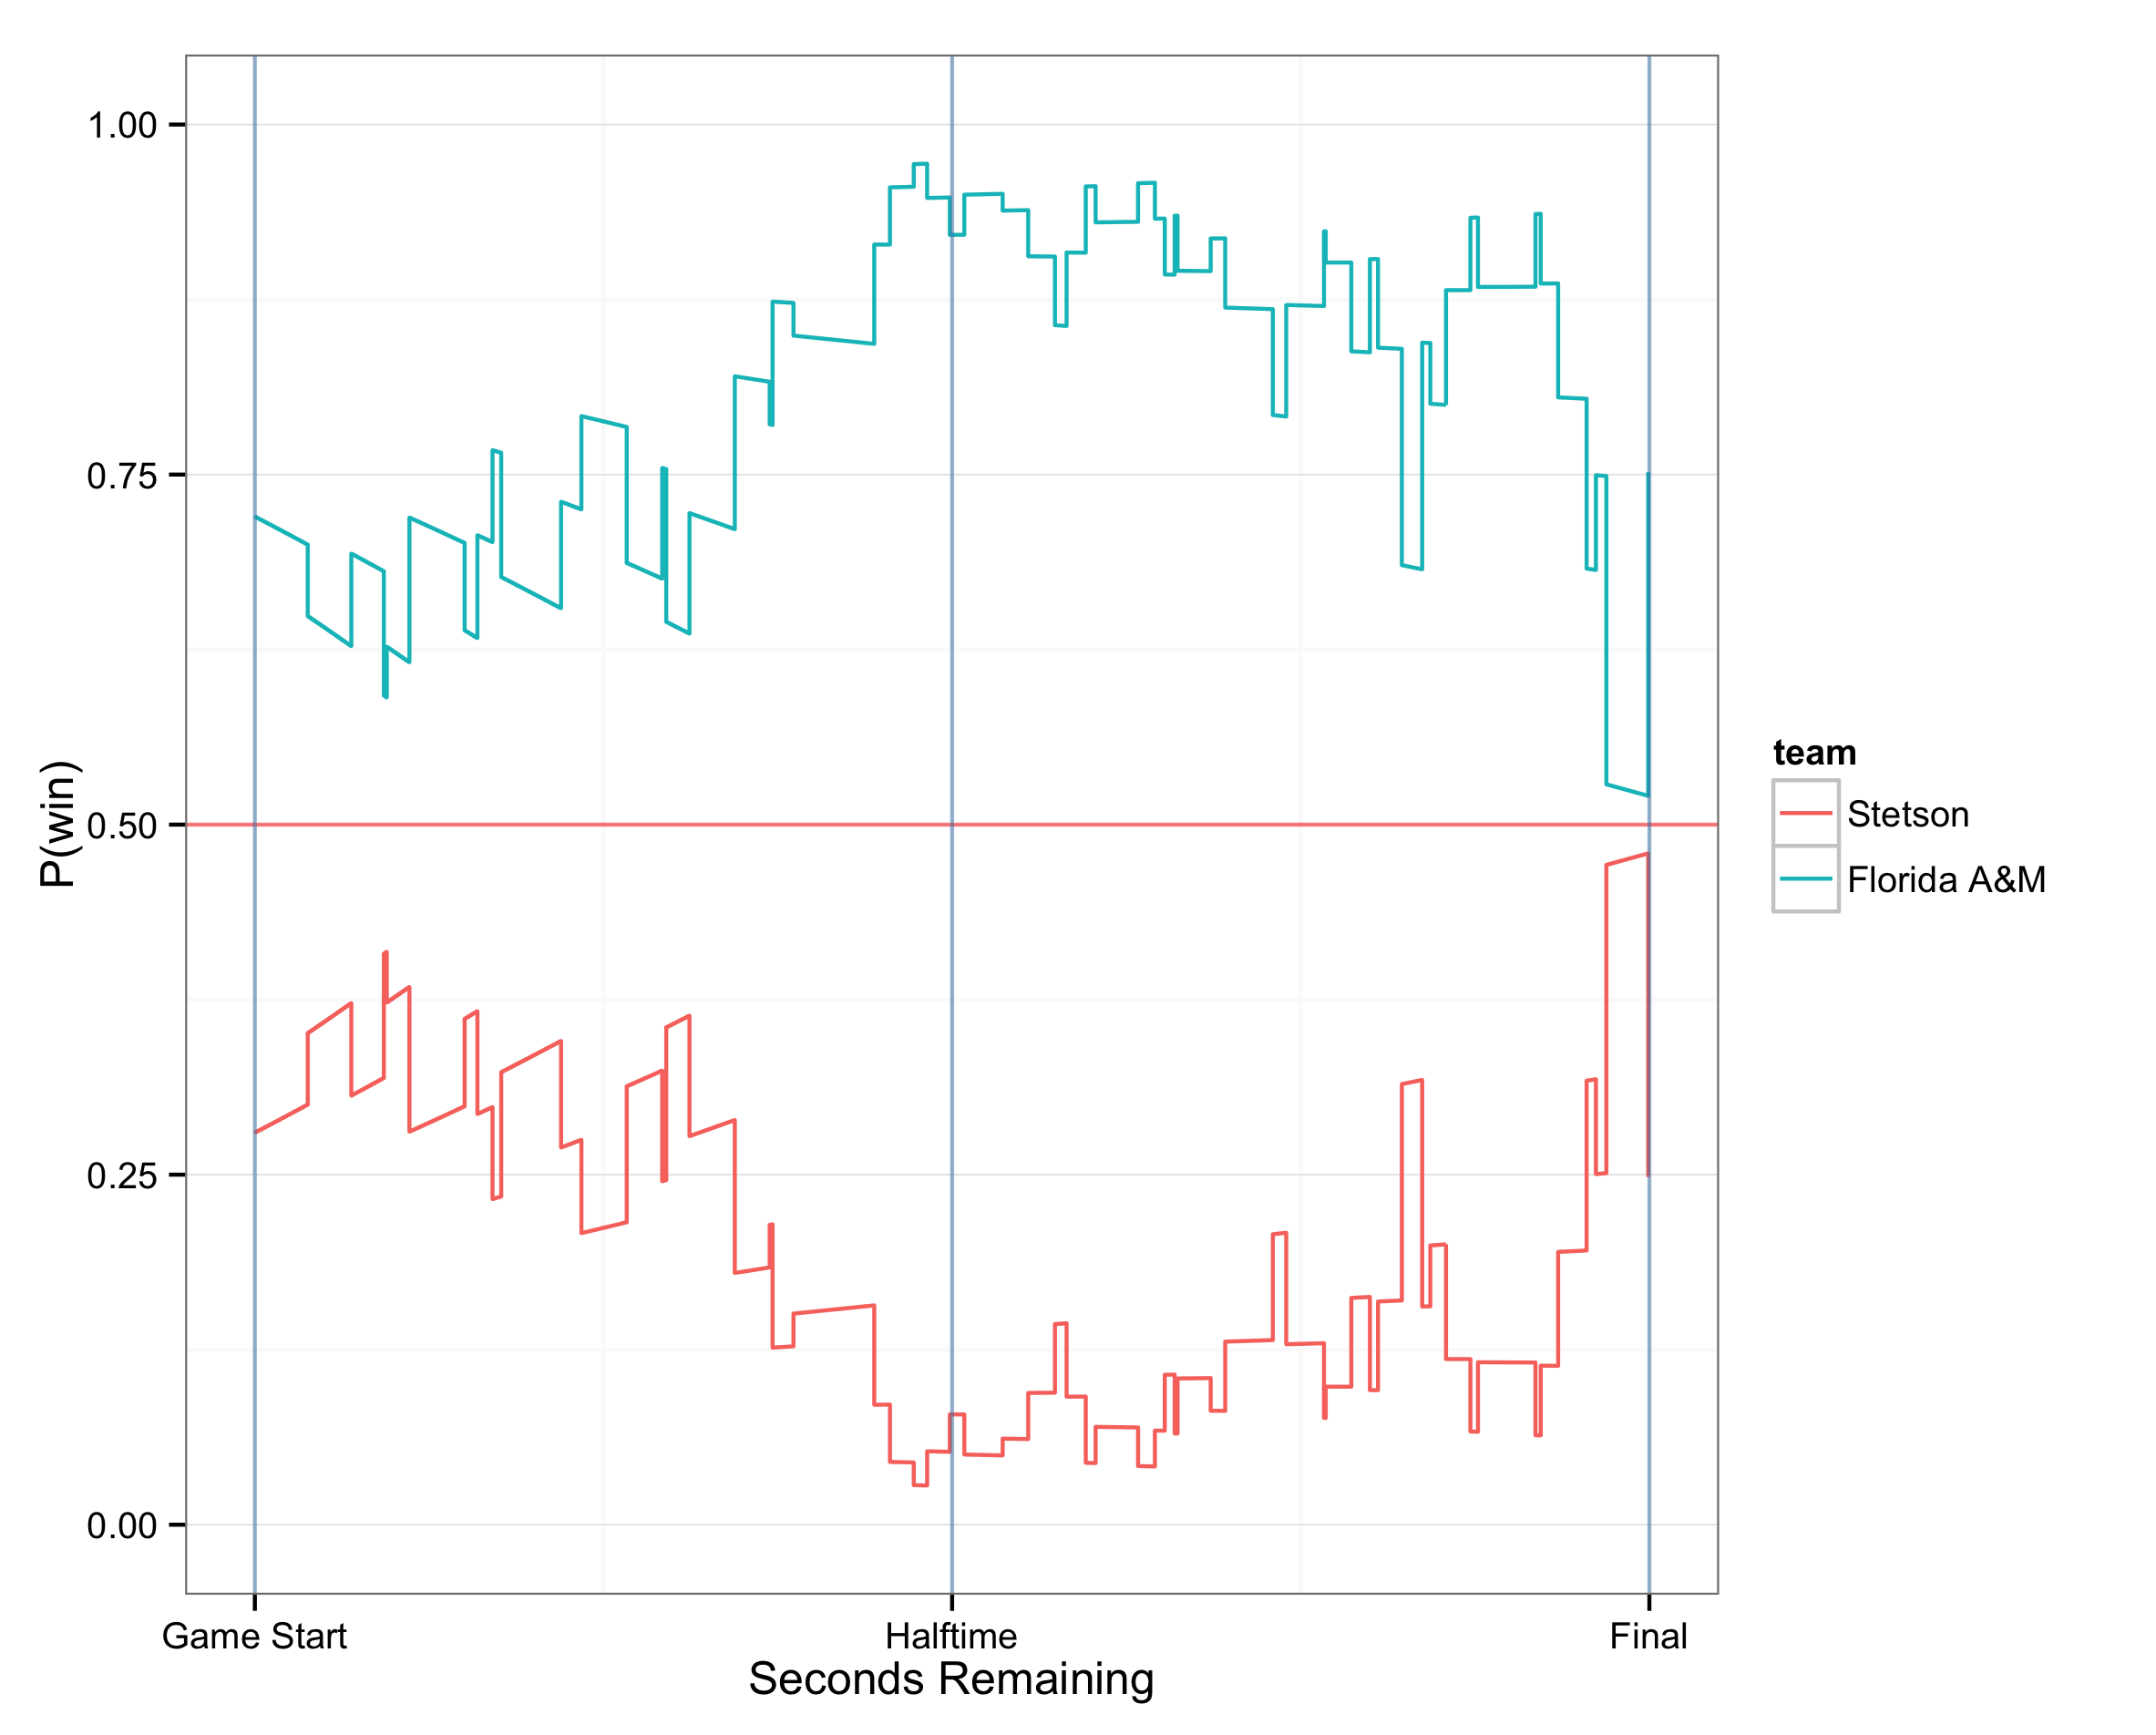 1.00
0.75
0.50
0.25
0.00
P(win)
Game Start
Halftime
Final
Seconds Remaining
team
Stetson
Florida A&M